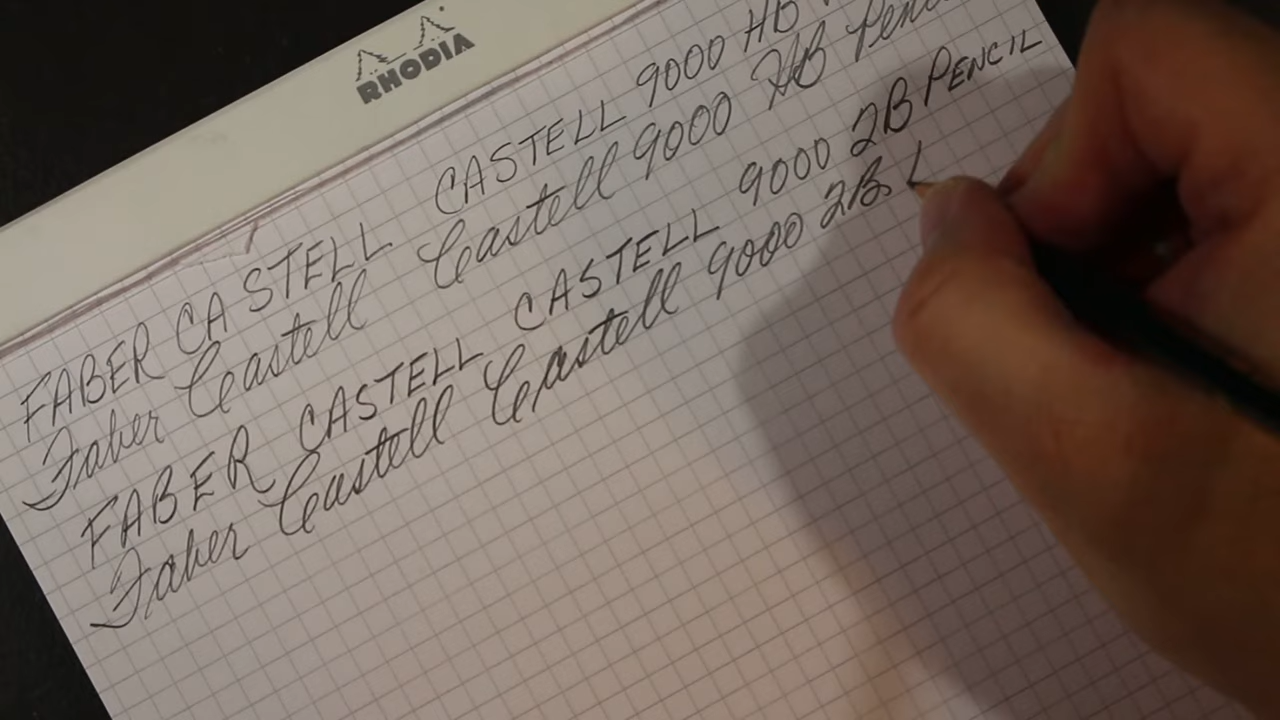 RHODIA
FABER CASTELL CASTELL 9000 HB
Faber Castell Castell 9000 HB Penc
FABER CASTELL CASTELL 9000 2B PENCIL
Faber Castell Castell 9000 2B